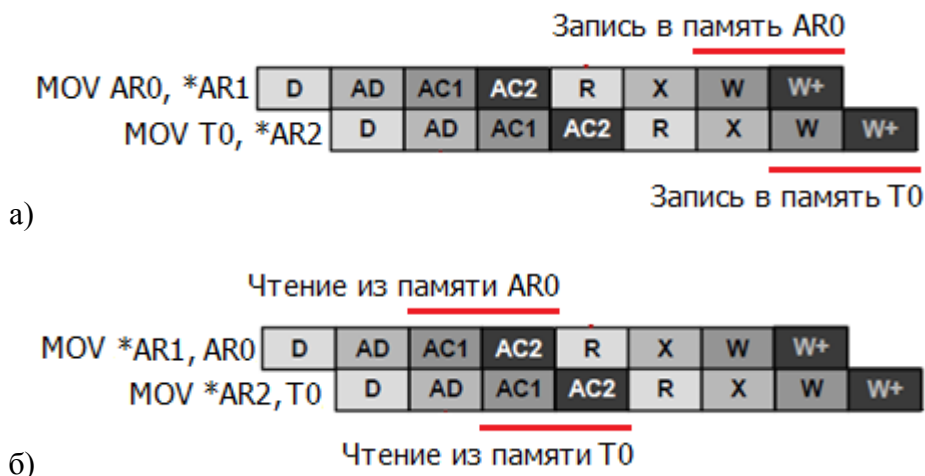 Запись в память AR0
MOV AR0, *AR1 D AD AC1 AC2 R X W W+
MOV T0, *AR2 D AD AC1 AC2 R X W W+
Запись в память T0
а)
Чтение из памяти AR0
MOV *AR1, AR0 D AD AC1 AC2 R X W W+
MOV *AR2,T0 D AD AC1 AC2 R X W W+
Чтение из памяти T0
б)